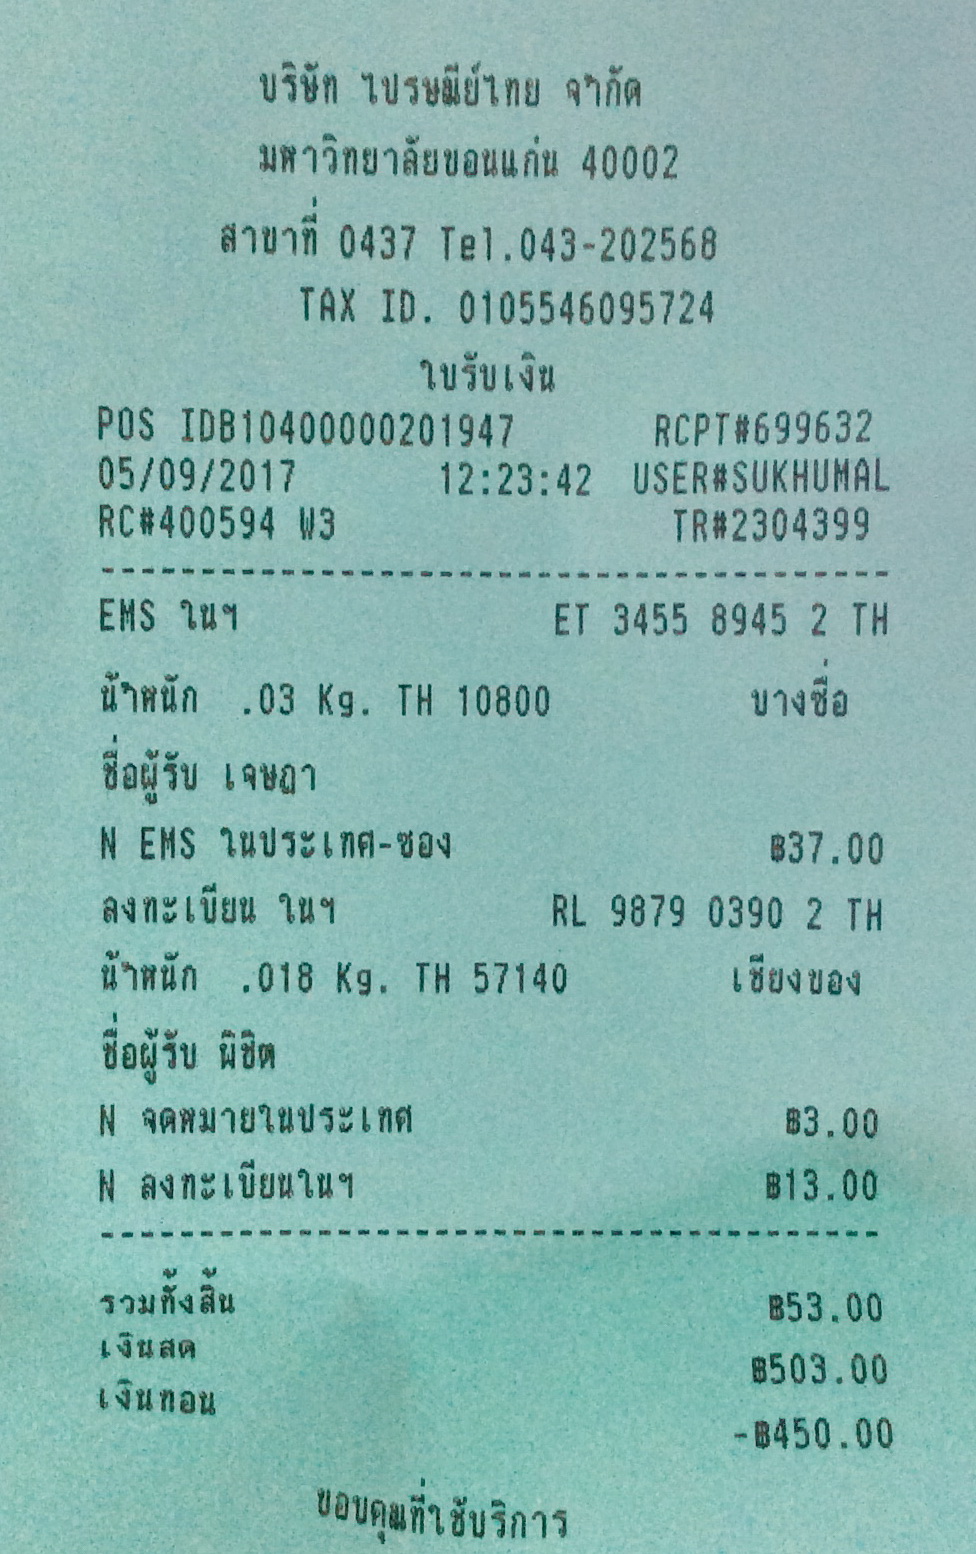 บริษัท ไปรษณีย์ไทย จำกัด
มหาวิทยาลัยขอนแก่น 40002
สาขาที่ 0437 Tel.043-202568
TAX ID. 0105546095724
ใบรับเงิน
POS IDB10400000201947 RCPT#699632
05/09/2017 12:23:42 USER#SUKHUMAL
RC#400594 W3 TR#2304399
EMS ในฯ ET 3455 8945 2 TH
น้ำหนัก .03 Kg. TH 10800 บางซื่อ
ชื่อผู้รับ เจษฎา
N EMS ในประเทศ-ซอง ฿37.00
ลงทะเบียน ในฯ RL 9879 0390 2 TH
น้ำหนัก .018 Kg. TH 57140 เชียงของ
ชื่อผู้รับ พิชิต
N จดหมายในประเทศ ฿3.00
N ลงทะเบียนในฯ ฿13.00
รวมทั้งสิ้น ฿53.00
เงินสด ฿503.00
เงินทอน -฿450.00
ขอบคุณที่ใช้บริการ